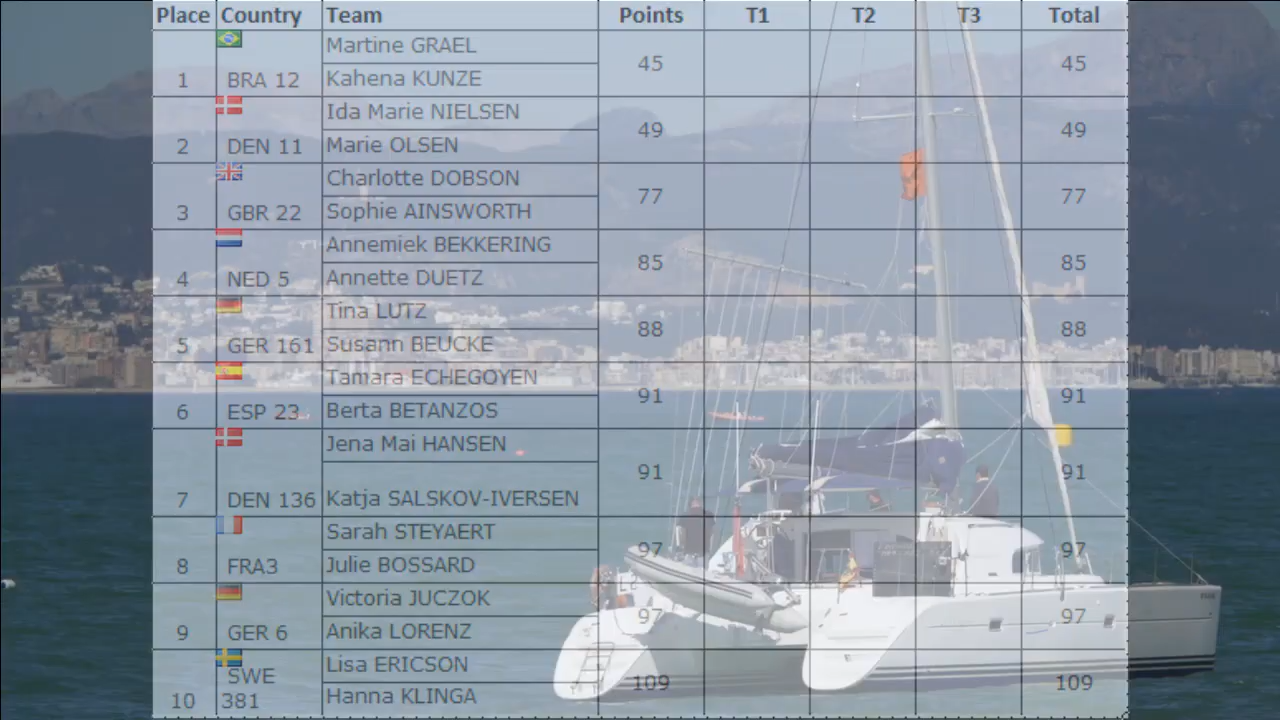 Place Country Team Points T1 T2 T3 Total
Martine GRAEL
1 BRA 12 Kahena KUNZE 45 45
Ida Marie NIELSEN
2 DEN 11 Marie OLSEN 49 49
Charlotte DOBSON
3 GBR 22 Sophie AINSWORTH 77 77
Annemiek BEKKERING
4 NED 5 Annette DUETZ 85 85
Tina LUTZ
5 GER 161 Susann BEUCKE 88 88
Tamara ECHEGOYEN
6 ESP 23 Berta BETANZOS 91 91
Jena Mai HANSEN
7 DEN 136 Katja SALSKOV-IVERSEN 91 91
Sarah STEYAERT
8 FRA3 Julie BOSSARD 97 97
Victoria JUCZOK
9 GER 6 Anika LORENZ 97 97
Lisa ERICSON
SWE
10 381 Hanna KLINGA 109 109